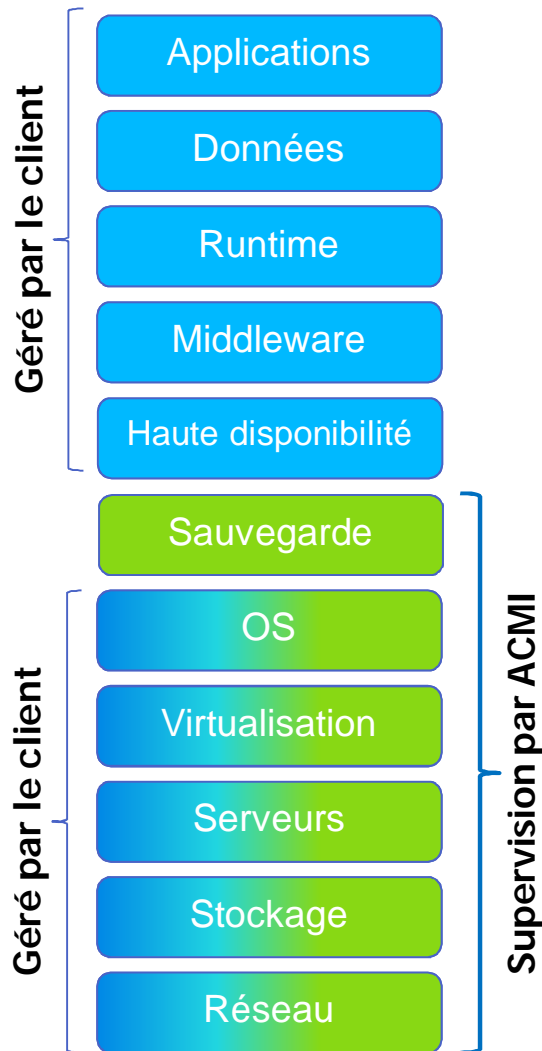 Géré par le client
Applications
Données
Runtime
Middleware
Haute disponibilité
Sauvegarde
Géré par le client
OS
Virtualisation
Serveurs
Stockage
Réseau
Supervision par ACMI